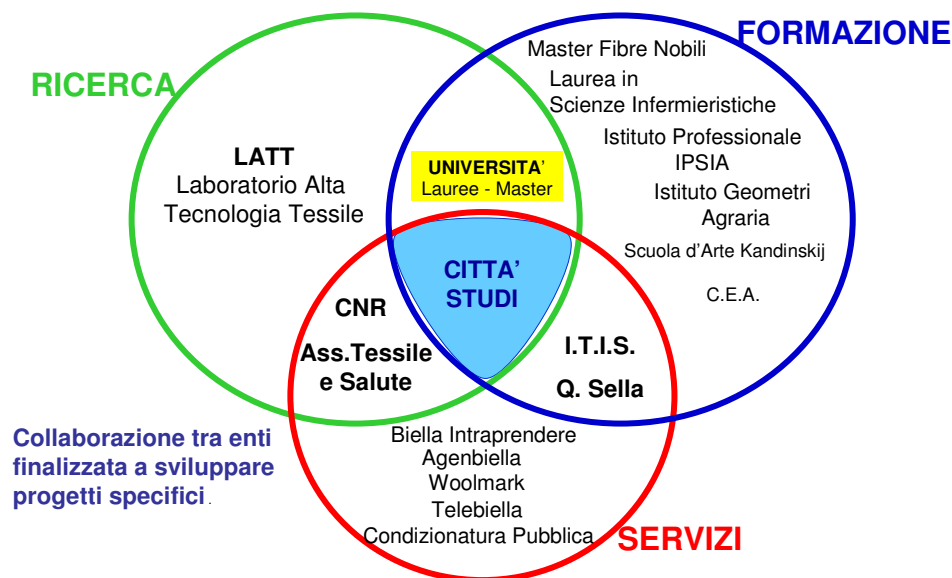 FORMAZIONE
Master Fibre Nobili
Laurea in
Scienze Infermieristiche
Istituto Professionale
IPSIA
Istituto Geometri
Agraria
Scuola d'Arte Kandinskij
C.E.A.
RICERCA
LATT
Laboratorio Alta
Tecnologia Tessile
UNIVERSITA'
Lauree - Master
CITTA'
STUDI
CNR
Ass.Tessile
e Salute
I.T.I.S.
Q. Sella
Collaborazione tra enti
finalizzata a sviluppare
progetti specifici.
Biella Intraprendere
Agenbiella
Woolmark
Telebiella
Condizionatura Pubblica
SERVIZI